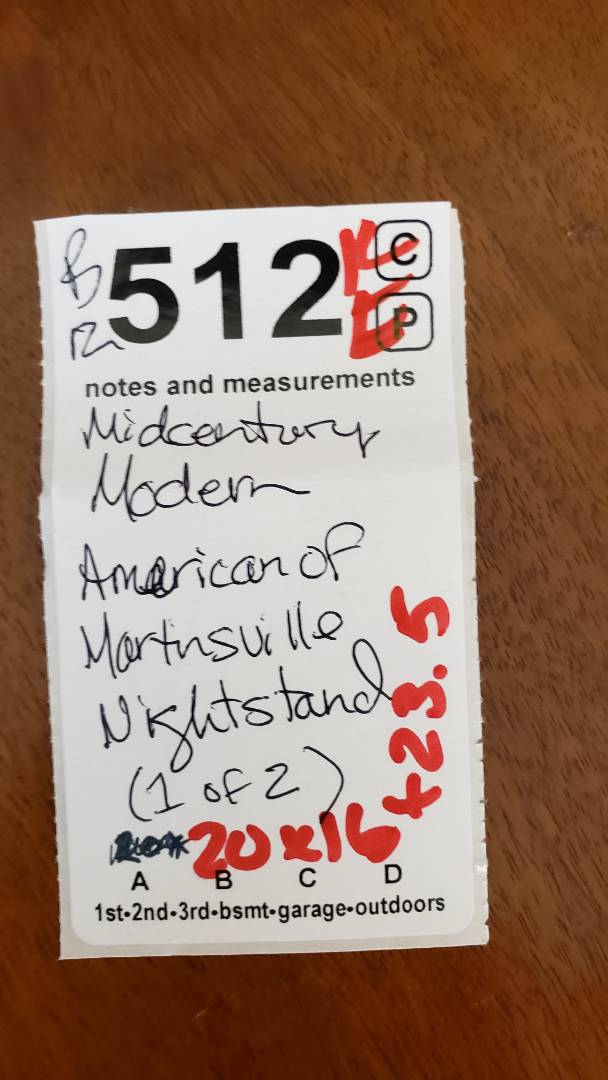 512
C
P
notes and measurements
Midcentury
Modern
American of
Martinsville
Nightstand
(1 of 2)
20x16x23.5
A B C D
1st•2nd•3rd•bsmt•garage•outdoors